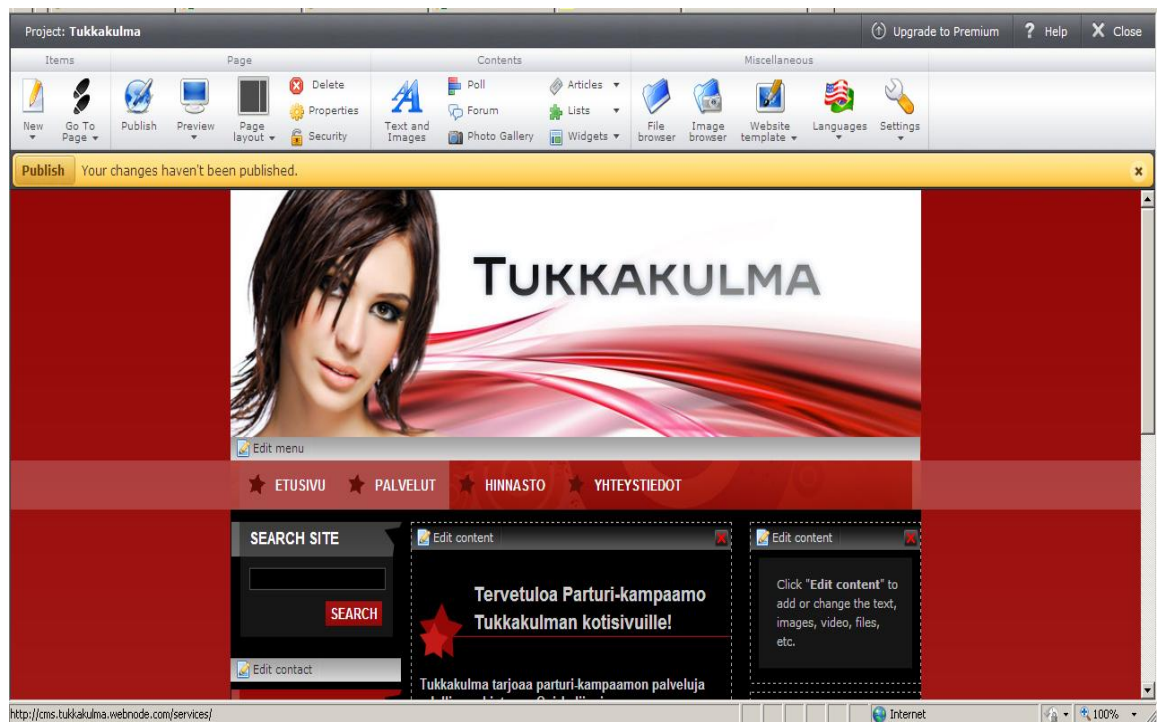 Project: Tukkakulma
Upgrade to Premium
? Help
X Close
Items
Page
Contents
Miscellaneous
New
Go To
Page
Publish
Preview
Page
layout
Delete
Properties
Security
Text and
Images
Poll
Forum
Photo Gallery
Articles
Lists
Widgets
File
browser
Image
browser
Website
template
Languages
Settings
Publish Your changes haven't been published.
TUKKAKULMA
Edit menu
ETUSIVU PALVELUT HINNASTO YHTEYSTIEDOT
SEARCH SITE
SEARCH
Edit contact
Edit content
Tervetuloa Parturi-kampaamo
Tukkakulman kotisivuille!
Tukkakulma tarjoaa parturi-kampaamon palveluja
Edit content
Click "Edit content" to
add or change the text,
images, video, files,
etc.
http://cms.tukkakulma.webnode.com/services/
Internet
100%